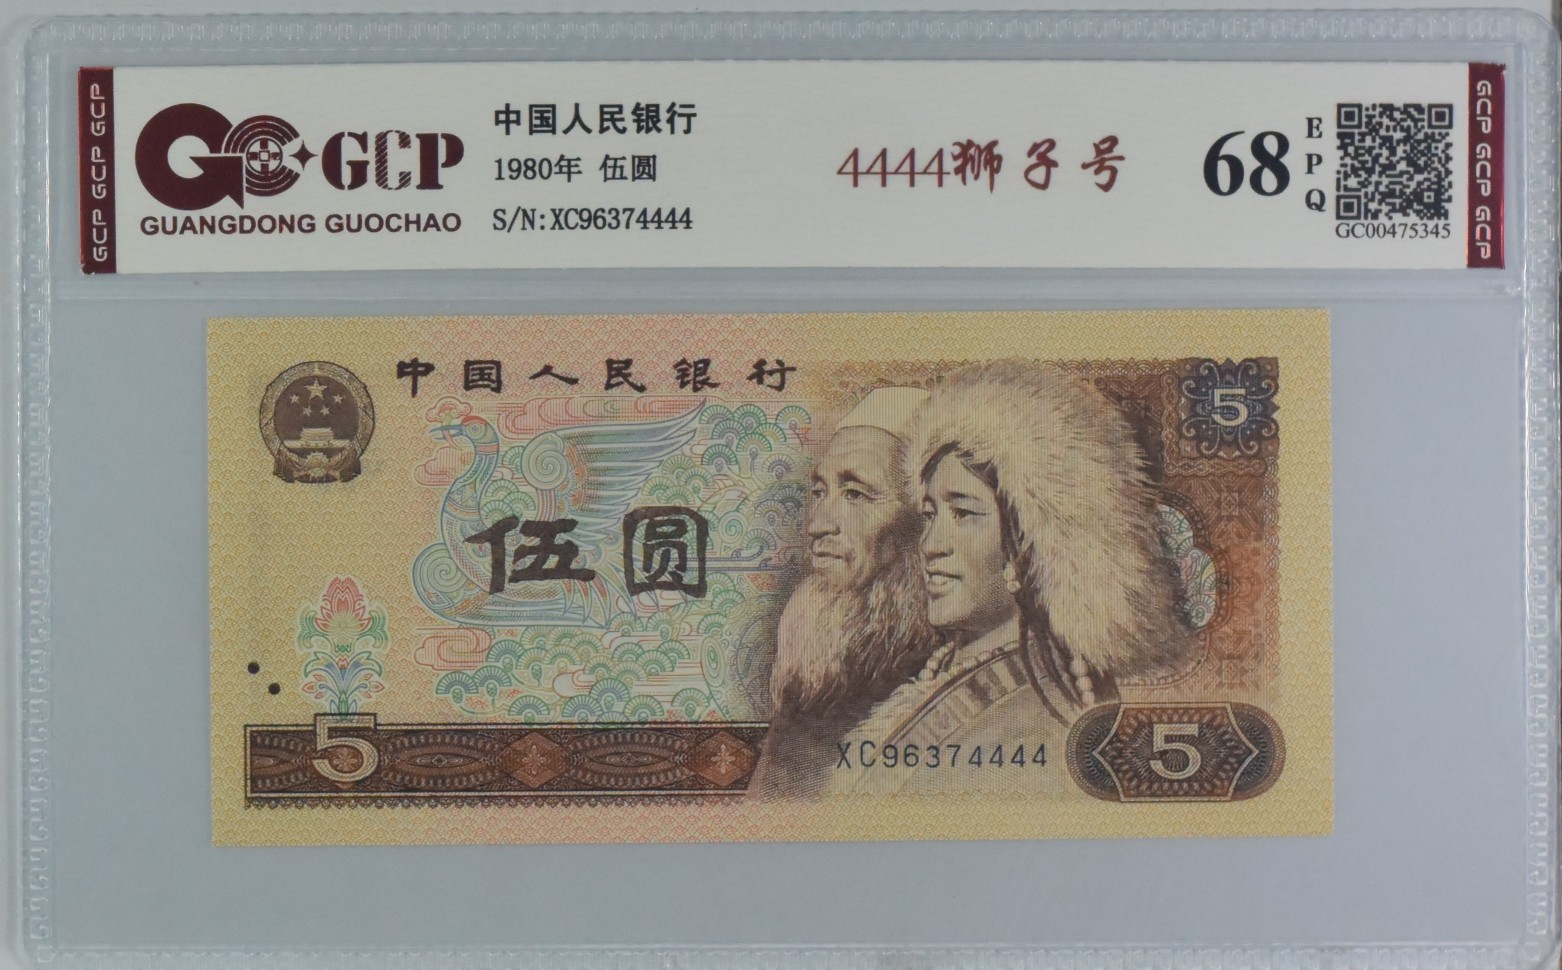 GCP GCP GCP
GCP
GUANGDONG GUOCHAO
中国人民银行
1980年 伍圆
S/N:XC96374444
4444狮子号
68
EPQ
GC00475345
GCP GCP GCP
中国人民银行
5
伍圆
5
XC96374444
5